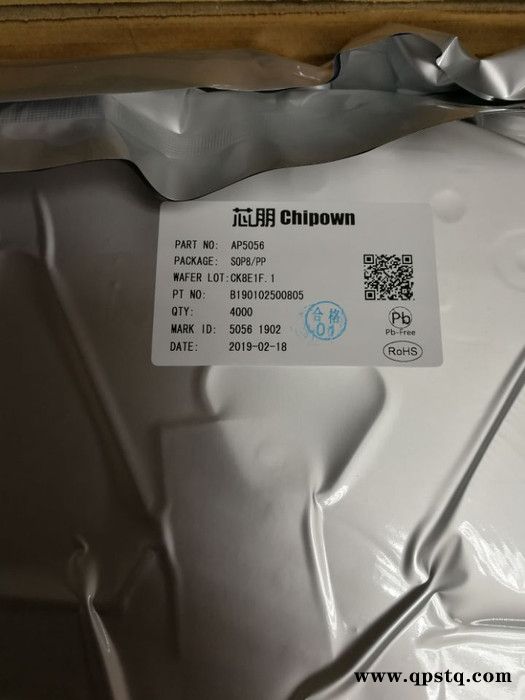 芯朋 Chipown
PART NO: AP5056
PACKAGE: SOP8/PP
WAFER LOT:CK8E1F.1
PT NO: B190102500805
QTY: 4000
合格
01
MARK ID: 5056 1902
DATE: 2019-02-18
Pb
Pb-Free
RoHS
www.qpstq.com